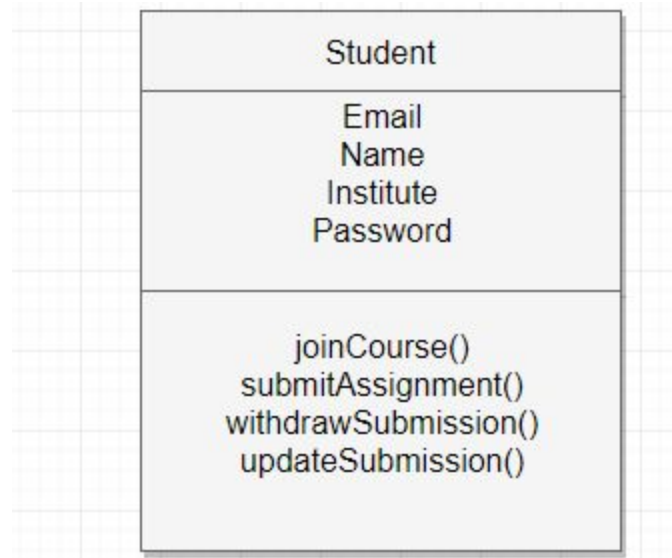 Student
Email
Name
Institute
Password
joinCourse()
submitAssignment()
withdrawSubmission()
updateSubmission()